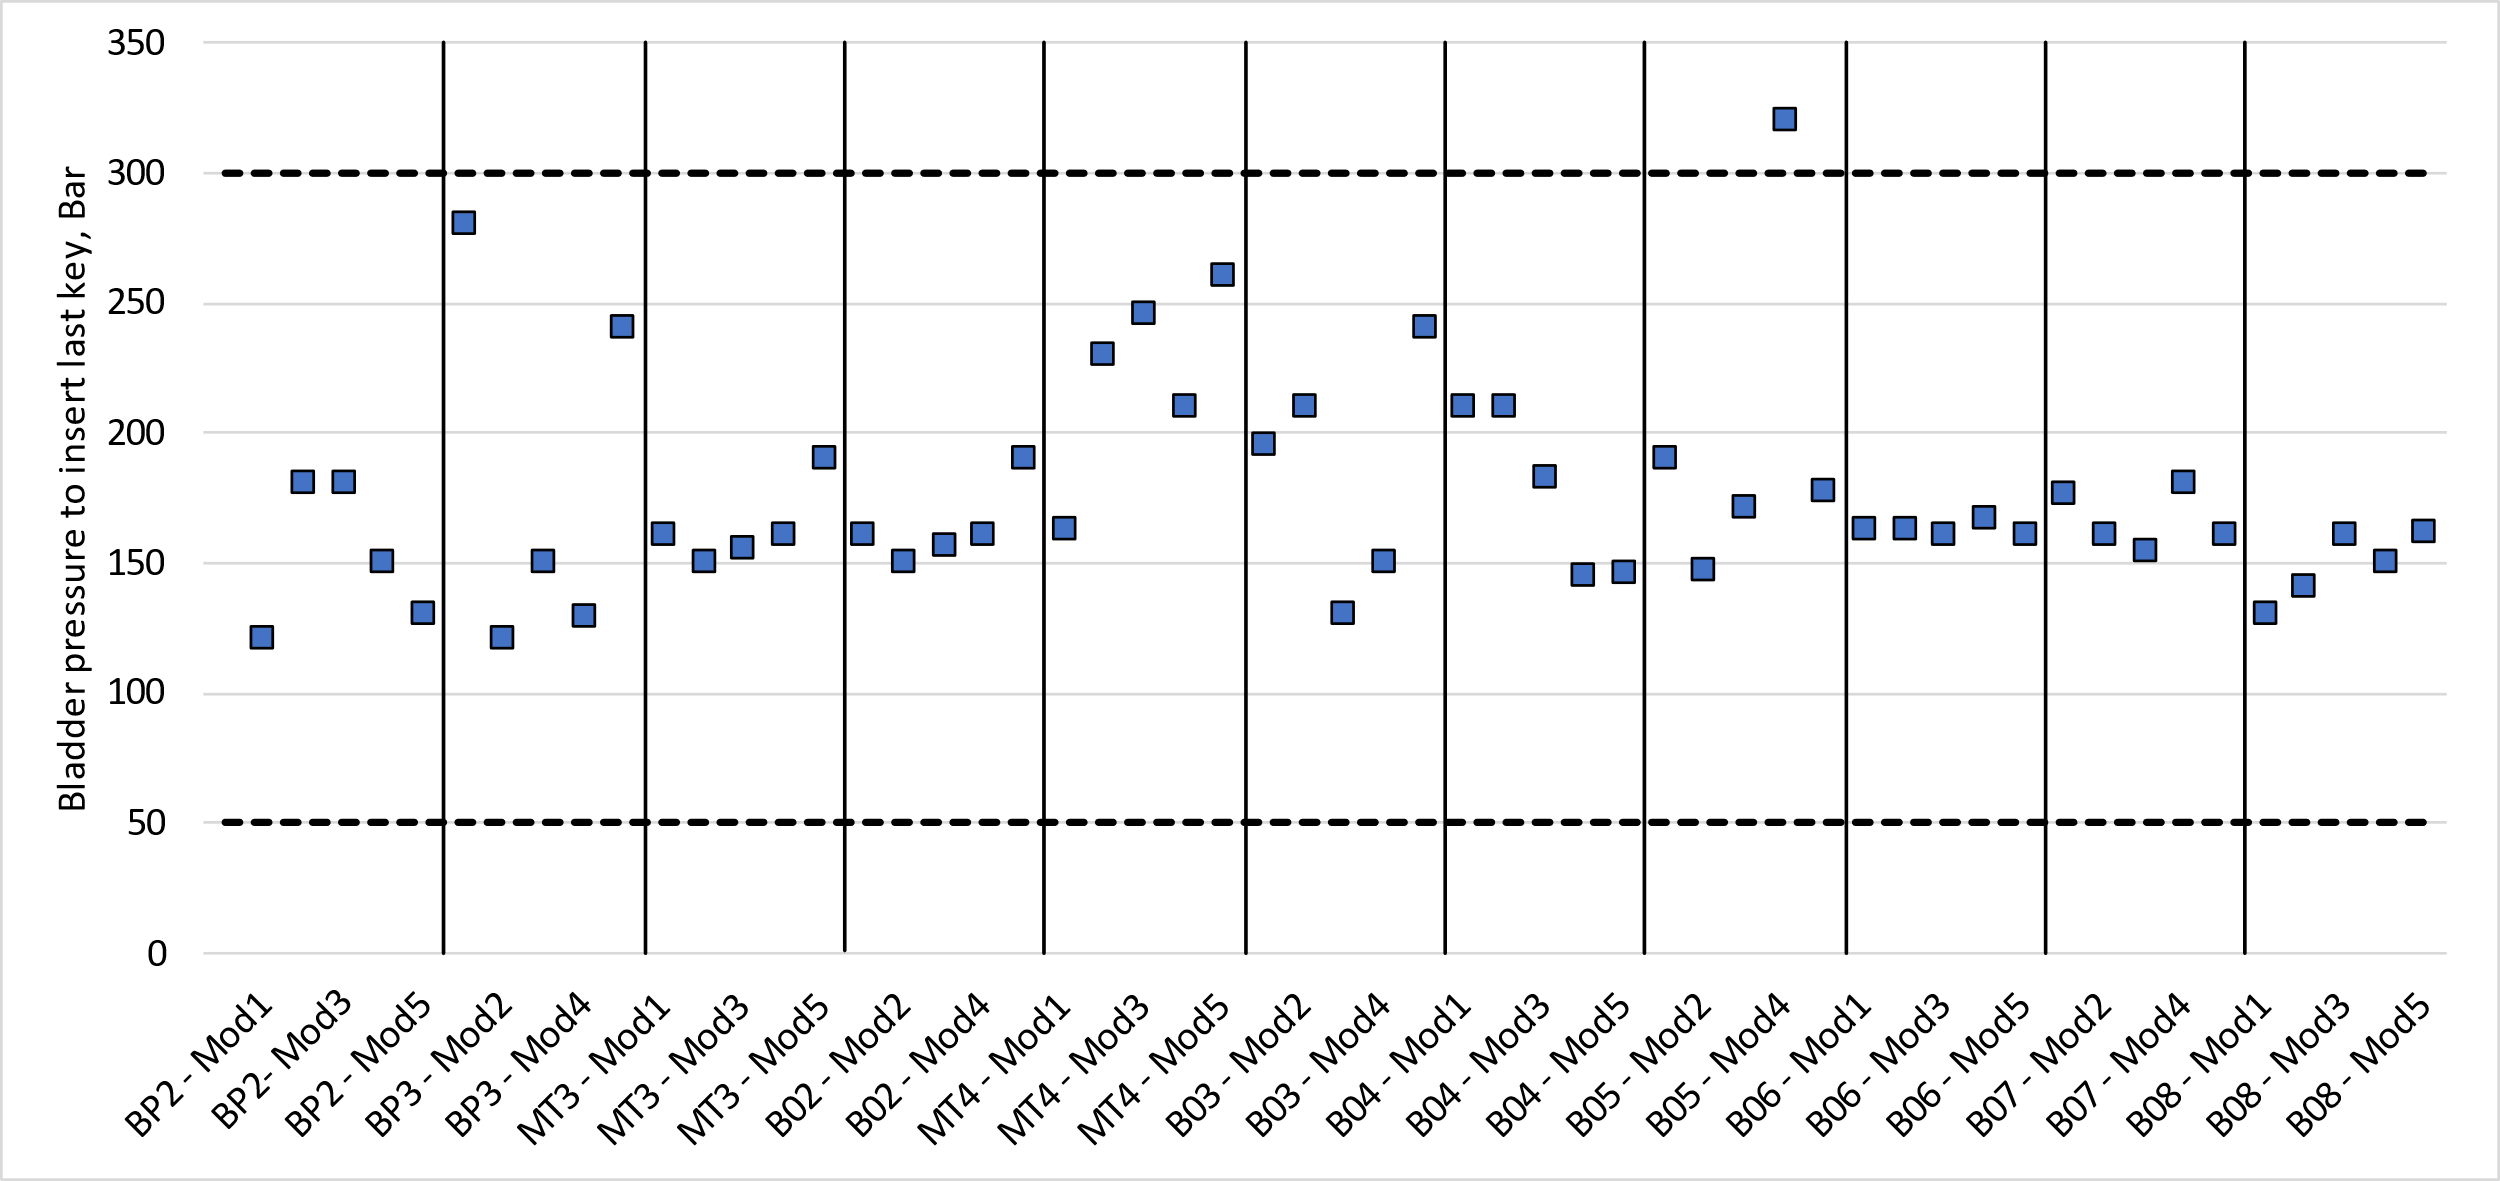 350
300
250
200
150
100
50
0
Bladder pressure to insert last key, Bar
BP2 - Mod1
BP2- Mod3
BP2 - Mod5
BP3 - Mod2
BP3 - Mod4
MT3 - Mod1
MT3 - Mod3
MT3 - Mod5
B02 - Mod2
B02 - Mod4
MT4 - Mod1
MT4 - Mod3
MT4 - Mod5
B03 - Mod2
B03 - Mod4
B04 - Mod1
B04 - Mod3
B04 - Mod5
B05 - Mod2
B05 - Mod4
B06 - Mod1
B06 - Mod3
B06 - Mod5
B07 - Mod2
B07 - Mod4
B08 - Mod1
B08 - Mod3
B08 - Mod5